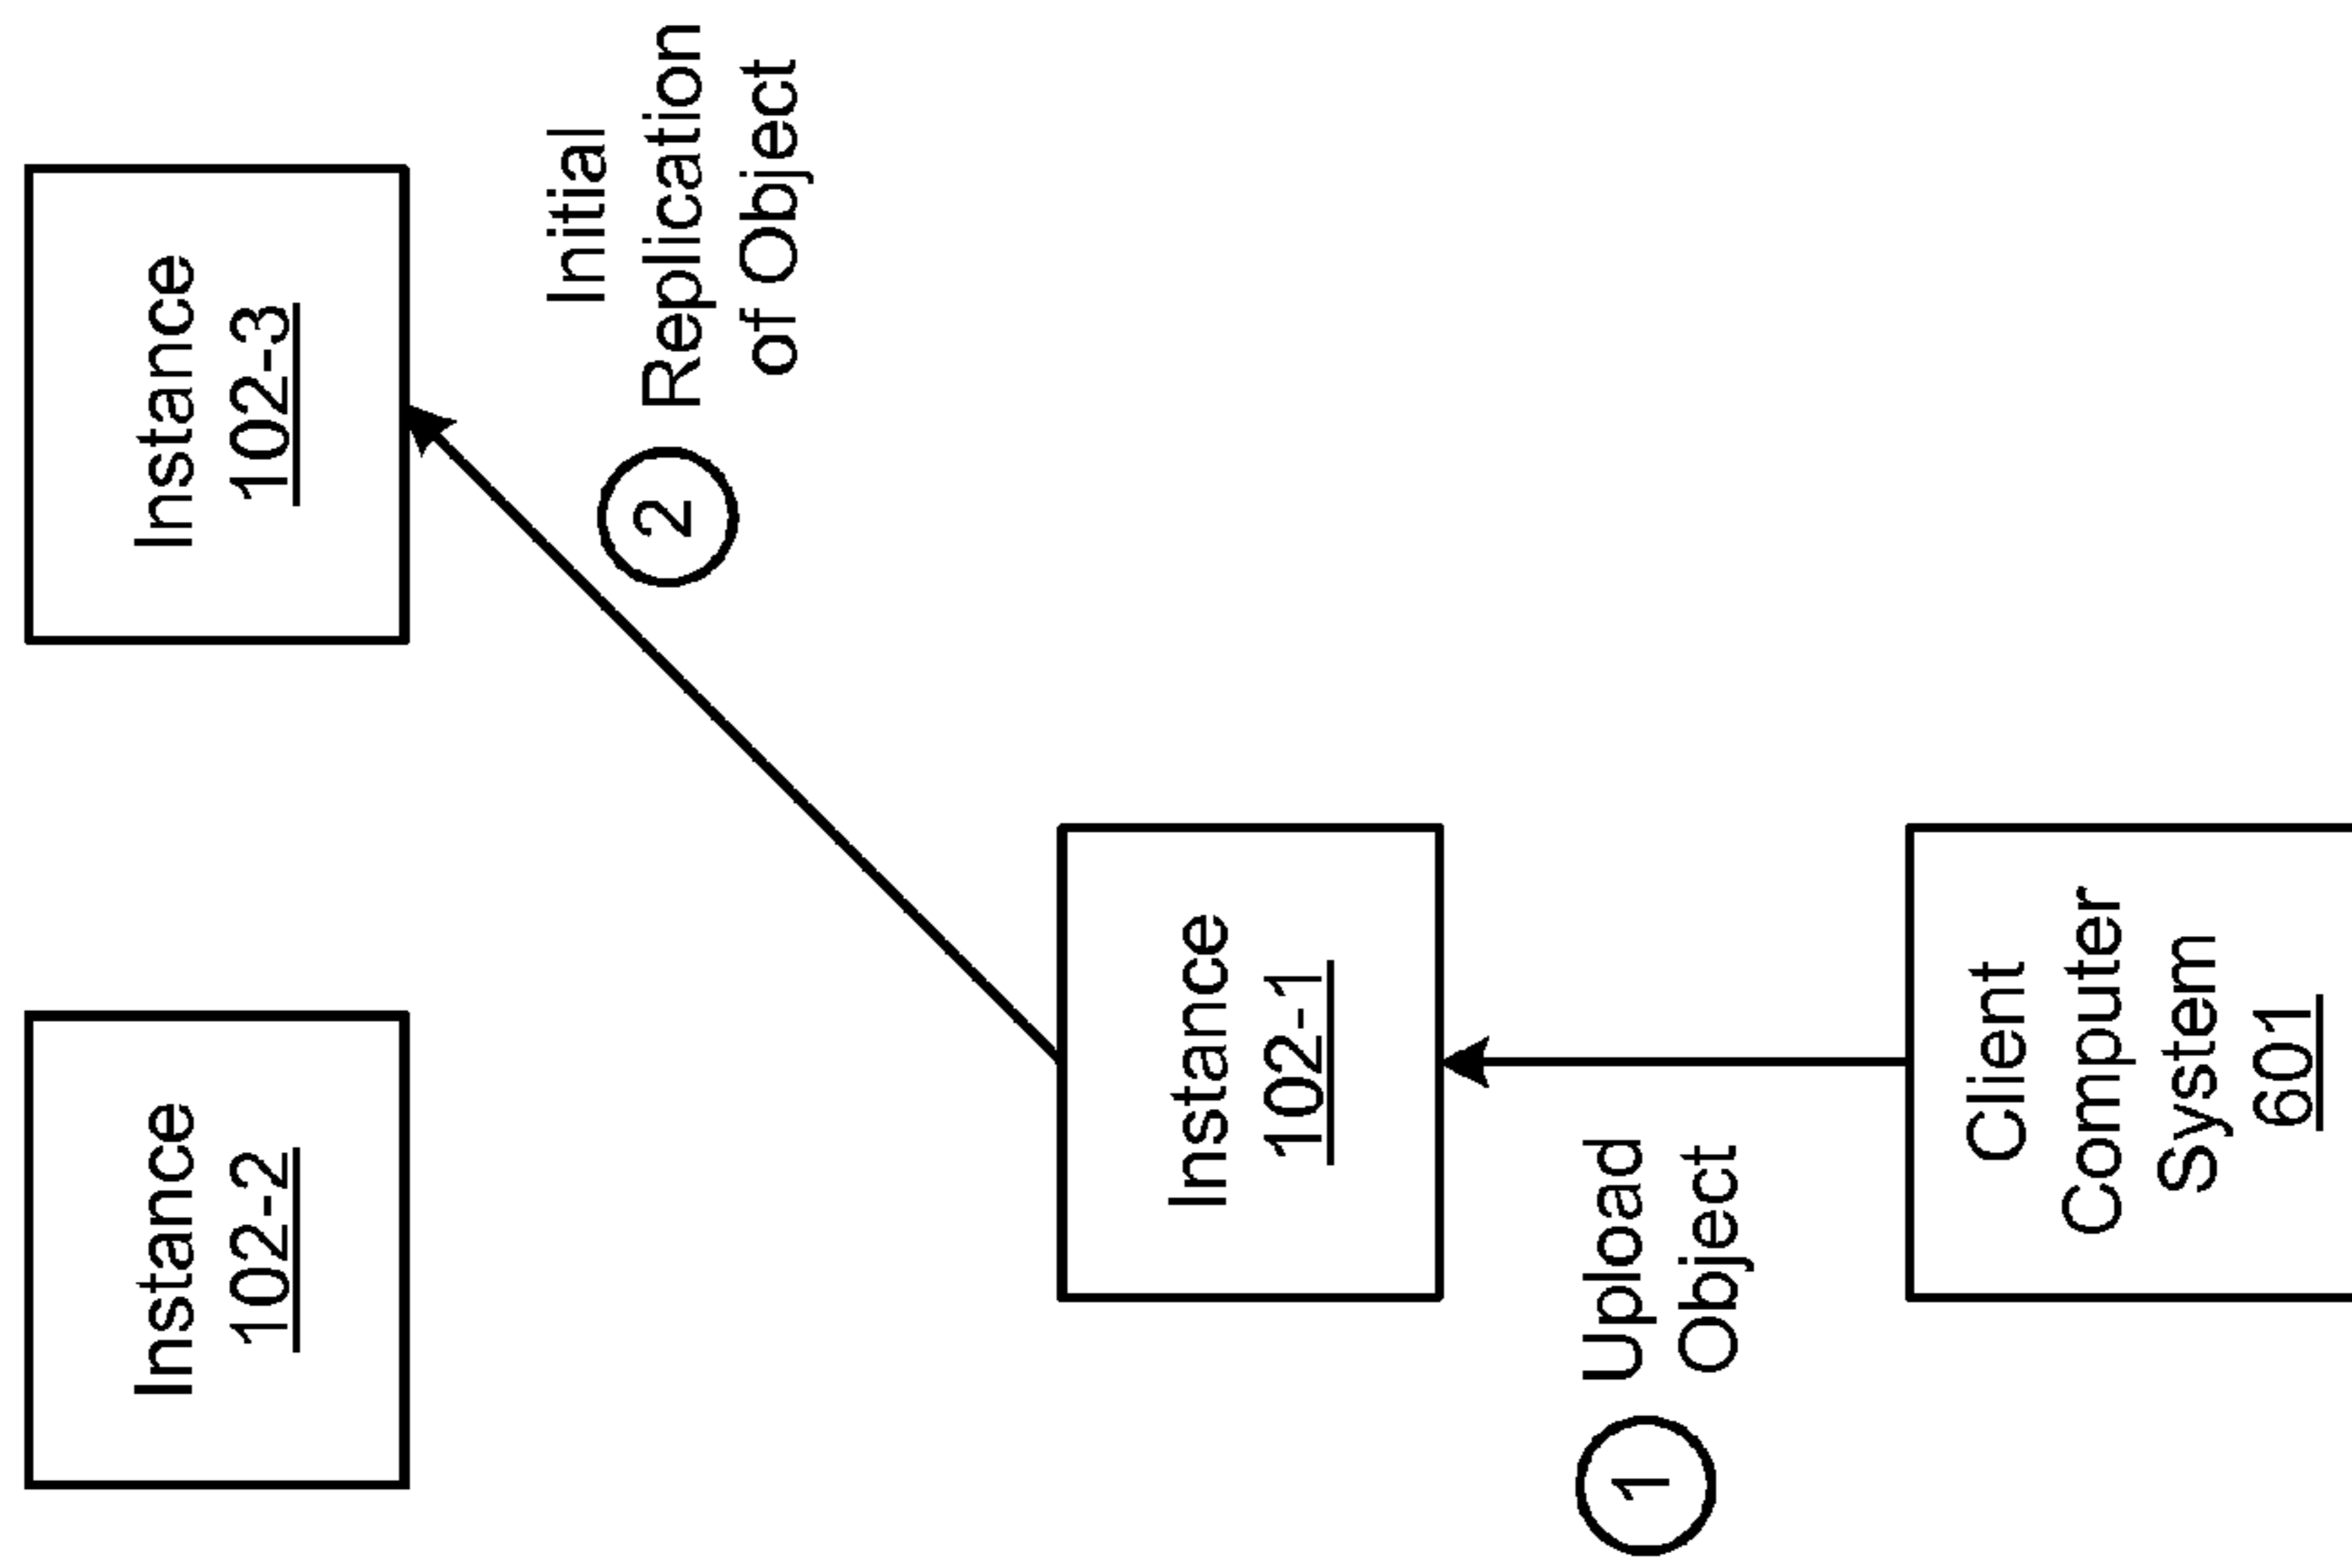 Instance
102-2
Instance
102-3
2
Initial
Replication
of Object
Instance
102-1
1
Upload
Object
Client
Computer
System
601